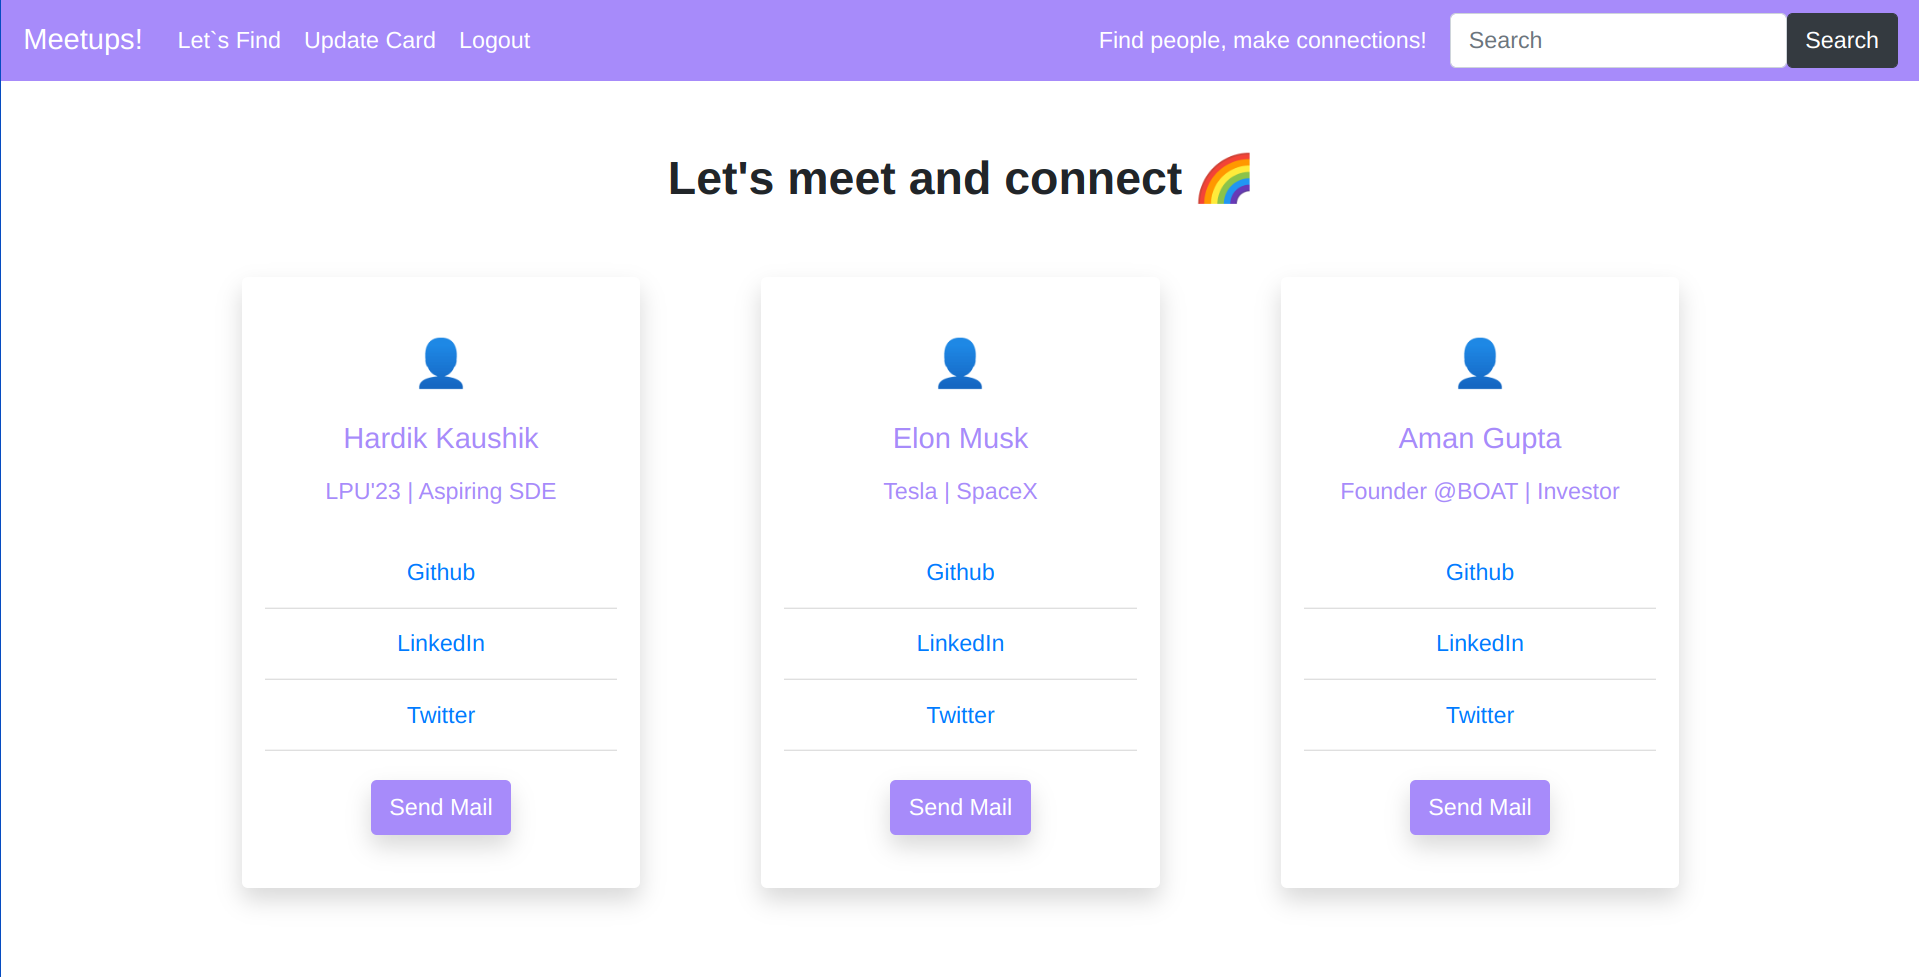 Meetups! Let`s Find Update Card Logout Find people, make connections! Search Search
Let's meet and connect 🌈
Hardik Kaushik
LPU'23 | Aspiring SDE
Github
LinkedIn
Twitter
Send Mail
Elon Musk
Tesla | SpaceX
Github
LinkedIn
Twitter
Send Mail
Aman Gupta
Founder @BOAT | Investor
Github
LinkedIn
Twitter
Send Mail